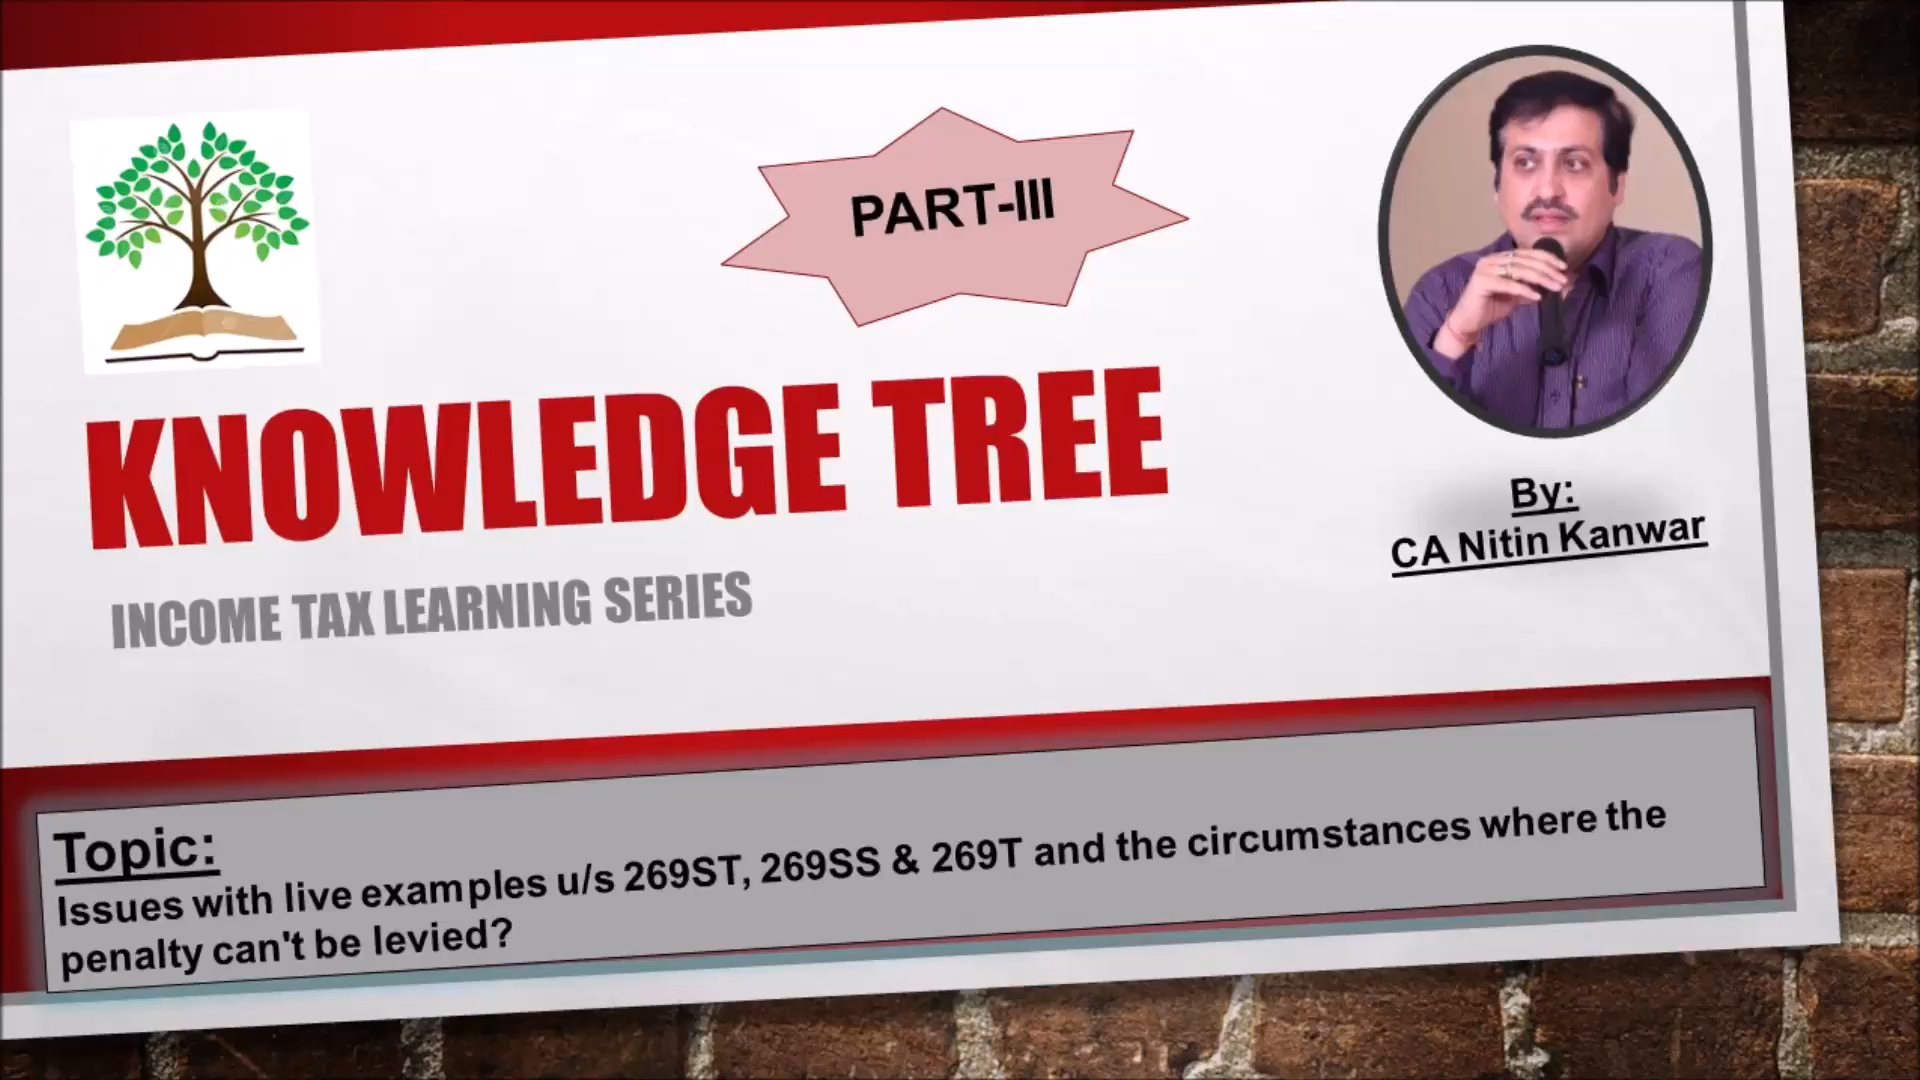 PART-III
KNOWLEDGE TREE
INCOME TAX LEARNING SERIES
By:
CA Nitin Kanwar
Topic:
Issues with live examples u/s 269ST, 269SS & 269T and the circumstances where the
penalty can't be levied?